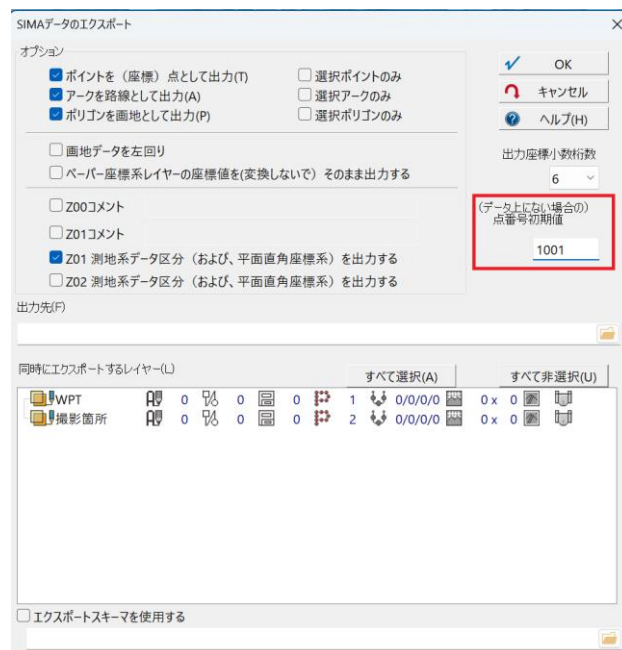 SIMAデータのエクスポート
オプション
ポイントを（座標）点として出力(T)
選択ポイントのみ
アークを路線として出力(A)
選択アークのみ
ポリゴンを画地として出力(P)
選択ポリゴンのみ
画地データを左回り
ペーパー座標系レイヤーの座標値を(変換しないで）そのまま出力する
Z00コメント
Z01コメント
Z01 測地系データ区分（および、平面直角座標系）を出力する
Z02 測地系データ区分（および、平面直角座標系）を出力する
OK
キャンセル
ヘルプ(H)
出力座標小数桁数
6
(データ上にない場合の)
点番号初期値
1001
出力先(F)
同時にエクスポートするレイヤー(L)
すべて選択(A)
すべて非選択(U)
WPT 0 0 0 1 0/0/0/0 0 x 0
撮影箇所 0 0 0 2 0/0/0/0 0 x 0
エクスポートスキーマを使用する